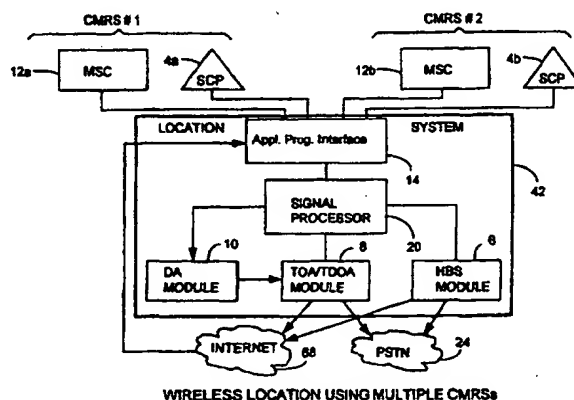 CMRS # 1
CMRS # 2
12a
MSC
4a
SCP
12b
MSC
4b
SCP
LOCATION
Appl. Prog. Interface
SYSTEM
14
42
SIGNAL
PROCESSOR
20
10
8
6
DA
MODULE
TOA/TDOA
MODULE
HBS
MODULE
INTERNET
68
PSTN
24
WIRELESS LOCATION USING MULTIPLE CMRSs